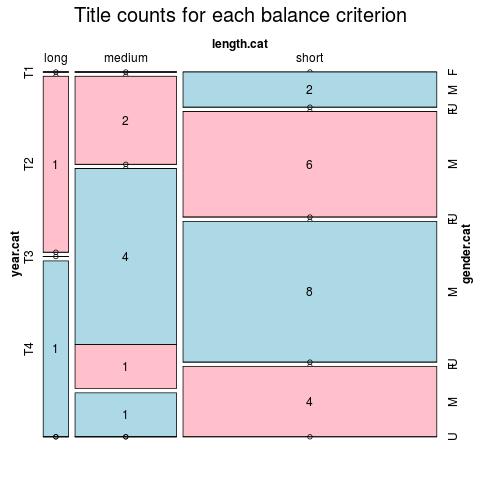 Title counts for each balance criterion
length.cat
long medium short
year.cat
T1
T2
T3
T4
1
1
2
4
1
1
2
6
8
4
F
M
U
M
U
M
U
M
U
gender.cat